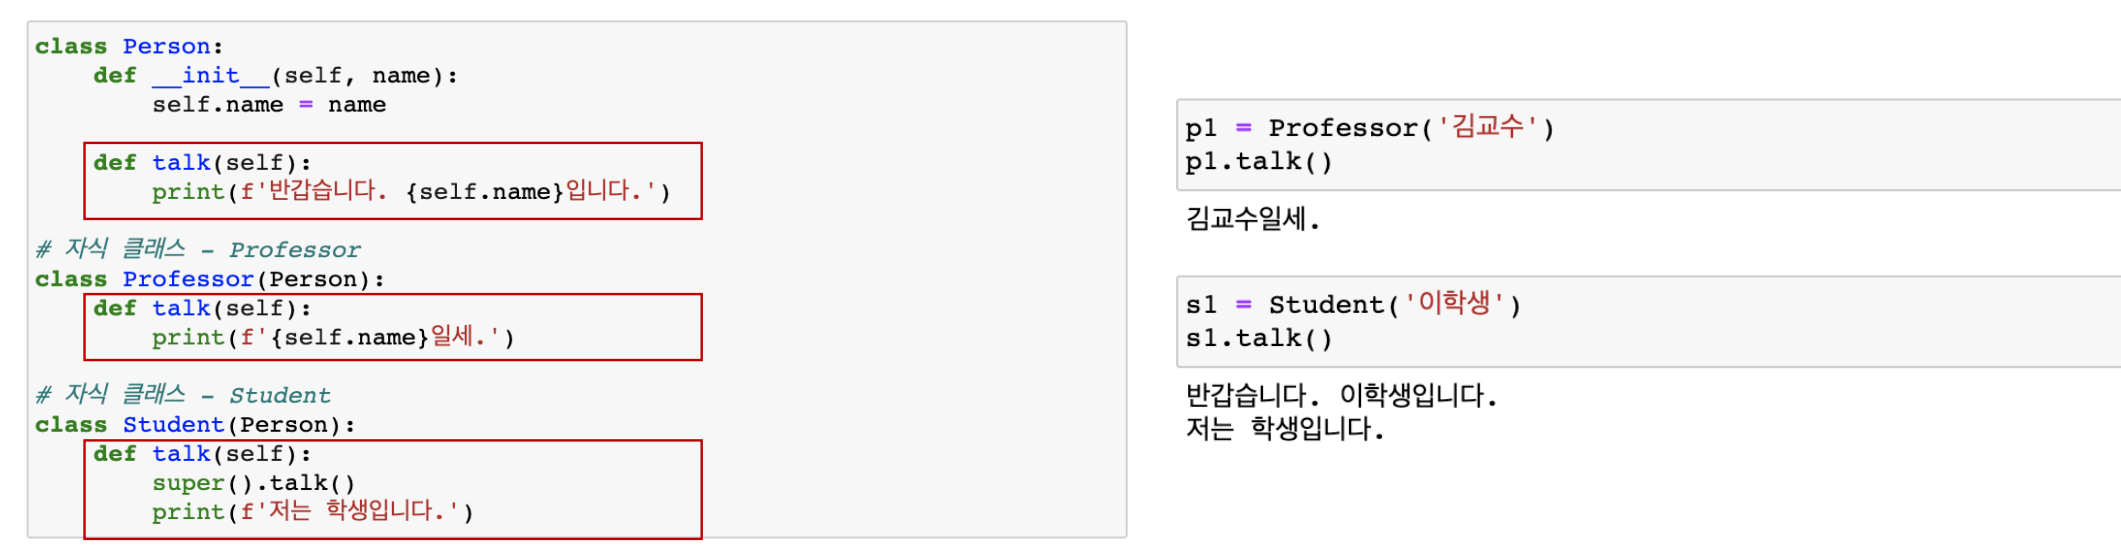 class Person:
    def __init__(self, name):
        self.name = name
    def talk(self):
        print(f'반갑습니다. {self.name}입니다.')
# 자식 클래스 - Professor
class Professor(Person):
    def talk(self):
        print(f'{self.name}일세.')
# 자식 클래스 - Student
class Student(Person):
    def talk(self):
        super().talk()
        print(f'저는 학생입니다.')
p1 = Professor('김교수')
p1.talk()
김교수일세.
s1 = Student('이학생')
s1.talk()
반갑습니다. 이학생입니다.
저는 학생입니다.